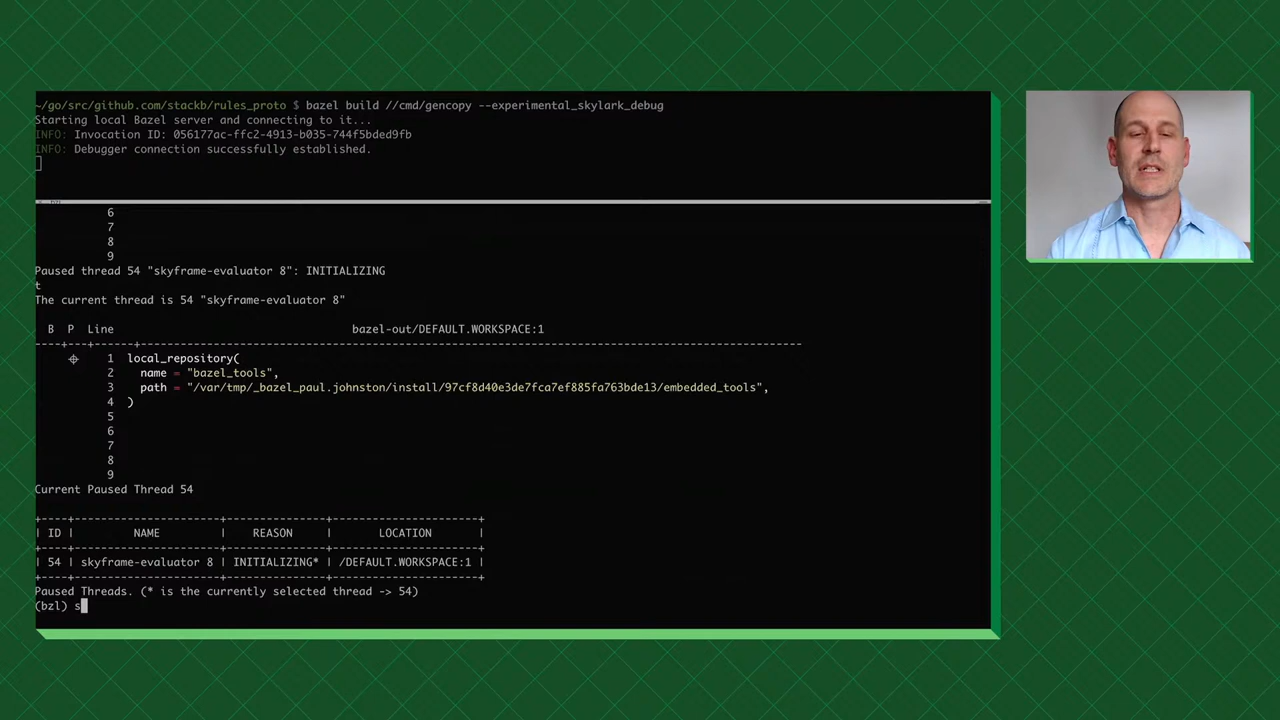 ~/go/src/github.com/stackb/rules_proto $ bazel build //cmd/gencopy --experimental_skylark_debug
Starting local Bazel server and connecting to it...
INFO: Invocation ID: 056177ac-ffc2-4913-b035-744f5bded9fb
INFO: Debugger connection successfully established.
6
7
8
9
Paused thread 54 "skyframe-evaluator 8": INITIALIZING
t
The current thread is 54 "skyframe-evaluator 8"
B P Line bazel-out/DEFAULT.WORKSPACE:1
1 local_repository(
2 name = "bazel_tools",
3 path = "/var/tmp/_bazel_paul.johnston/install/97cf8d40e3de7fca7ef885fa763bde13/embedded_tools",
4 )
5
6
7
8
9
Current Paused Thread 54
| ID | NAME | REASON | LOCATION |
| 54 | skyframe-evaluator 8 | INITIALIZING* | /DEFAULT.WORKSPACE:1 |
Paused Threads. (* is the currently selected thread -> 54)
(bzl) s